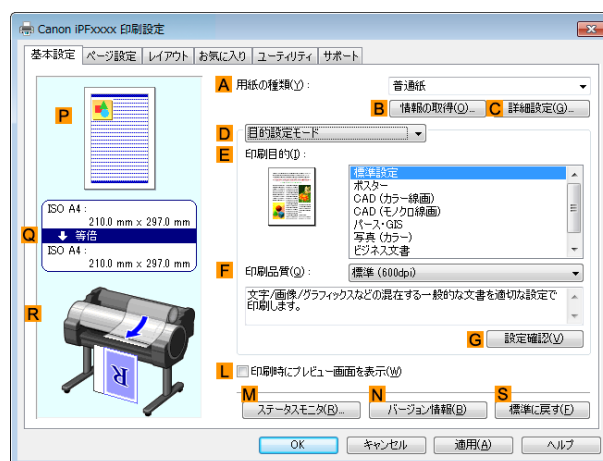 Canon iPFxxxx 印刷設定
基本設定 ページ設定 レイアウト お気に入り ユーティリティ サポート
A 用紙の種類(Y): 普通紙
B 情報の取得(O)... C 詳細設定(G)...
P
D 目的設定モード
E 印刷目的(I):
標準設定
ポスター
CAD (カラー線画)
CAD (モノクロ線画)
パース・GIS
写真 (カラー)
ビジネス文書
ISO A4 :
210.0 mm x 297.0 mm
Q 等倍
ISO A4 :
210.0 mm x 297.0 mm
F 印刷品質(Q): 標準 (600dpi)
文字/画像/グラフィックスなどの混在する一般的な文書を適切な設定で
印刷します。
R
G 設定確認(V)
L 印刷時にプレビュー画面を表示(W)
M N S
ステータスモニタ(R)... バージョン情報(B) 標準に戻す(F)
OK キャンセル 適用(A) ヘルプ